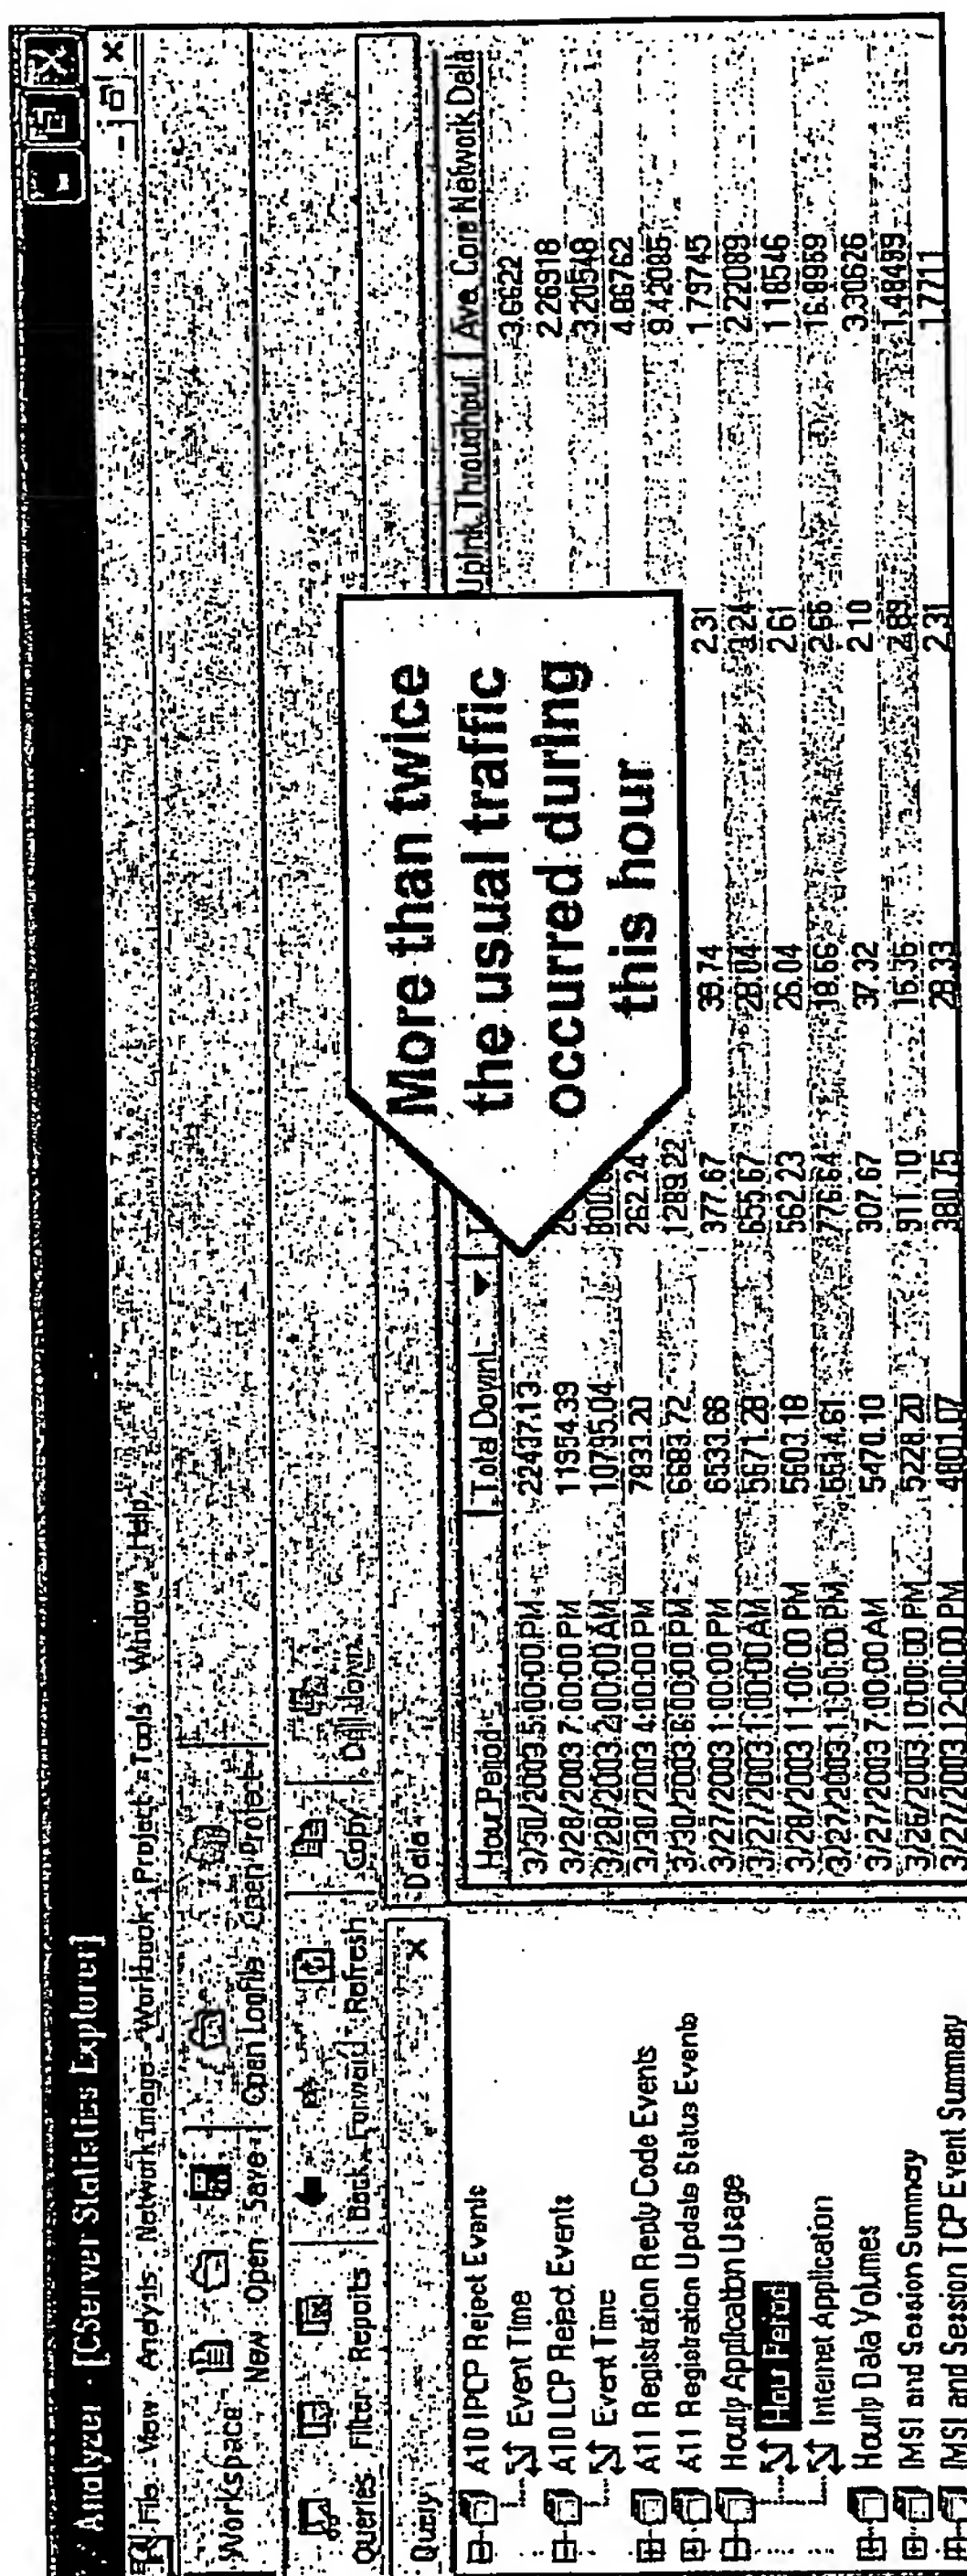 Analyzer - [CServer Statistics Explorer]
File View Analysis Network Image Workbook Project Tools Window Help
Workspace New Open Save Open Logfile Open Project
Queries Filter Reports Back Forward Refresh Copy Drill down
Query
A10 IPCP Reject Events
Event Time
A10 LCP Reject Events
Event Time
A11 Registration Reply Code Events
A11 Registration Update Status Events
Hourly Application Usage
Hour Period
Internet Application
Hourly Data Volumes
IMSI and Session Summary
IMSI and Session TCP Event Summary
Data
Hour Period Total Downl... Uplink Throughput Ave Core Network Dela
3/30/2003 5:00:00 PM 22437.13 3.6622
3/28/2003 7:00:00 PM 11954.39 2.26918
3/28/2003 2:00:00 AM 10795.04 3.20548
3/30/2003 4:00:00 PM 7833.20 262.24 4.86762
3/30/2003 6:00:00 PM 6683.72 1289.22 9.42085
3/27/2003 1:00:00 PM 6533.68 377.67 39.74 2.31 1.79745
3/27/2003 1:00:00 AM 5671.28 655.67 28.04 3.24 2.22089
3/28/2003 11:00:00 PM 5603.18 562.23 26.04 2.61 1.18546
3/27/2003 11:00:00 PM 776.64 18.56 2.66 16.8969
3/27/2003 7:00:00 AM 5470.10 307.67 37.32 2.10 3.30626
3/26/2003 10:00:00 PM 5228.20 911.10 16.36 2.89 1.48499
3/27/2003 12:00:00 PM 4801.07 380.75 28.33 2.31 1.7711
More than twice
the usual traffic
occurred during
this hour